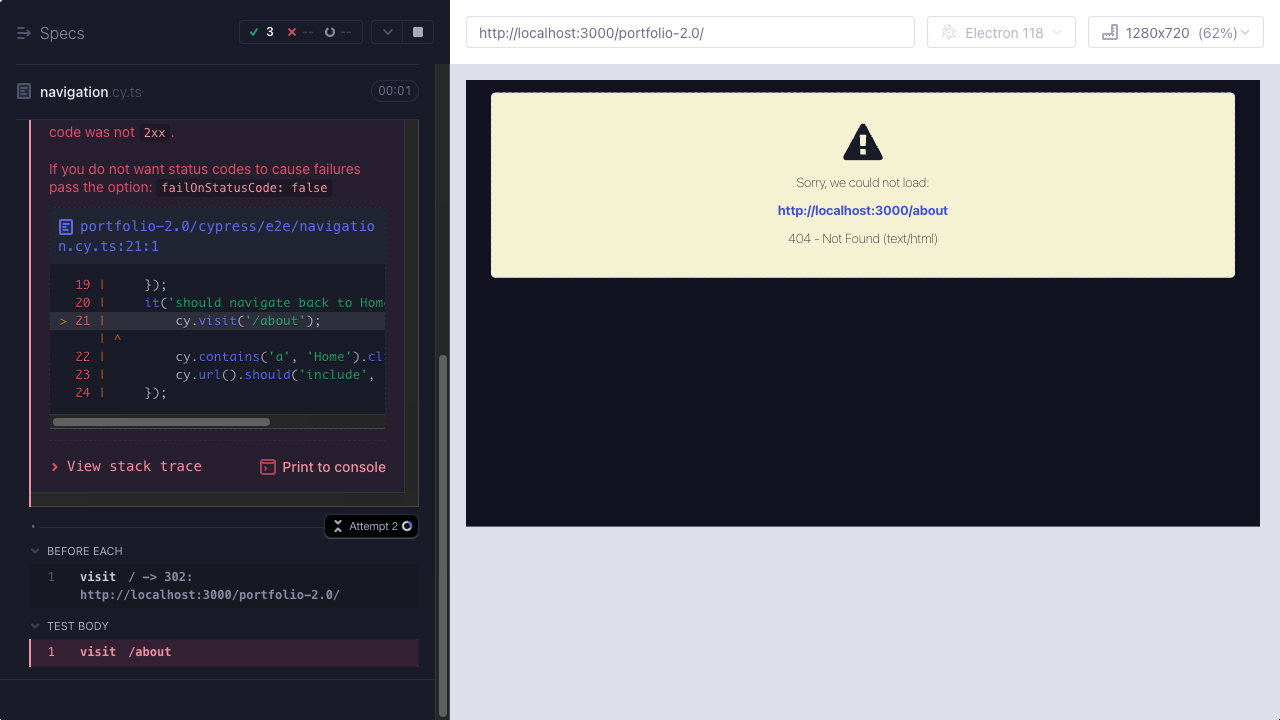 Specs
3
--
--
http://localhost:3000/portfolio-2.0/
Electron 118
1280x720 (62%)
navigation.cy.ts
00:01
code was not 2xx.
If you do not want status codes to cause failures
pass the option: failOnStatusCode: false
portfolio-2.0/cypress/e2e/navigatio
n.cy.ts:21:1
19 | });
20 | it('should navigate back to Hom
> 21 | cy.visit('/about');
| ^
22 | cy.contains('a', 'Home').cl
23 | cy.url().should('include',
24 | });
View stack trace
Print to console
Attempt 2
BEFORE EACH
1 visit / -> 302:
http://localhost:3000/portfolio-2.0/
TEST BODY
1 visit /about
Sorry, we could not load:
http://localhost:3000/about
404 - Not Found (text/html)